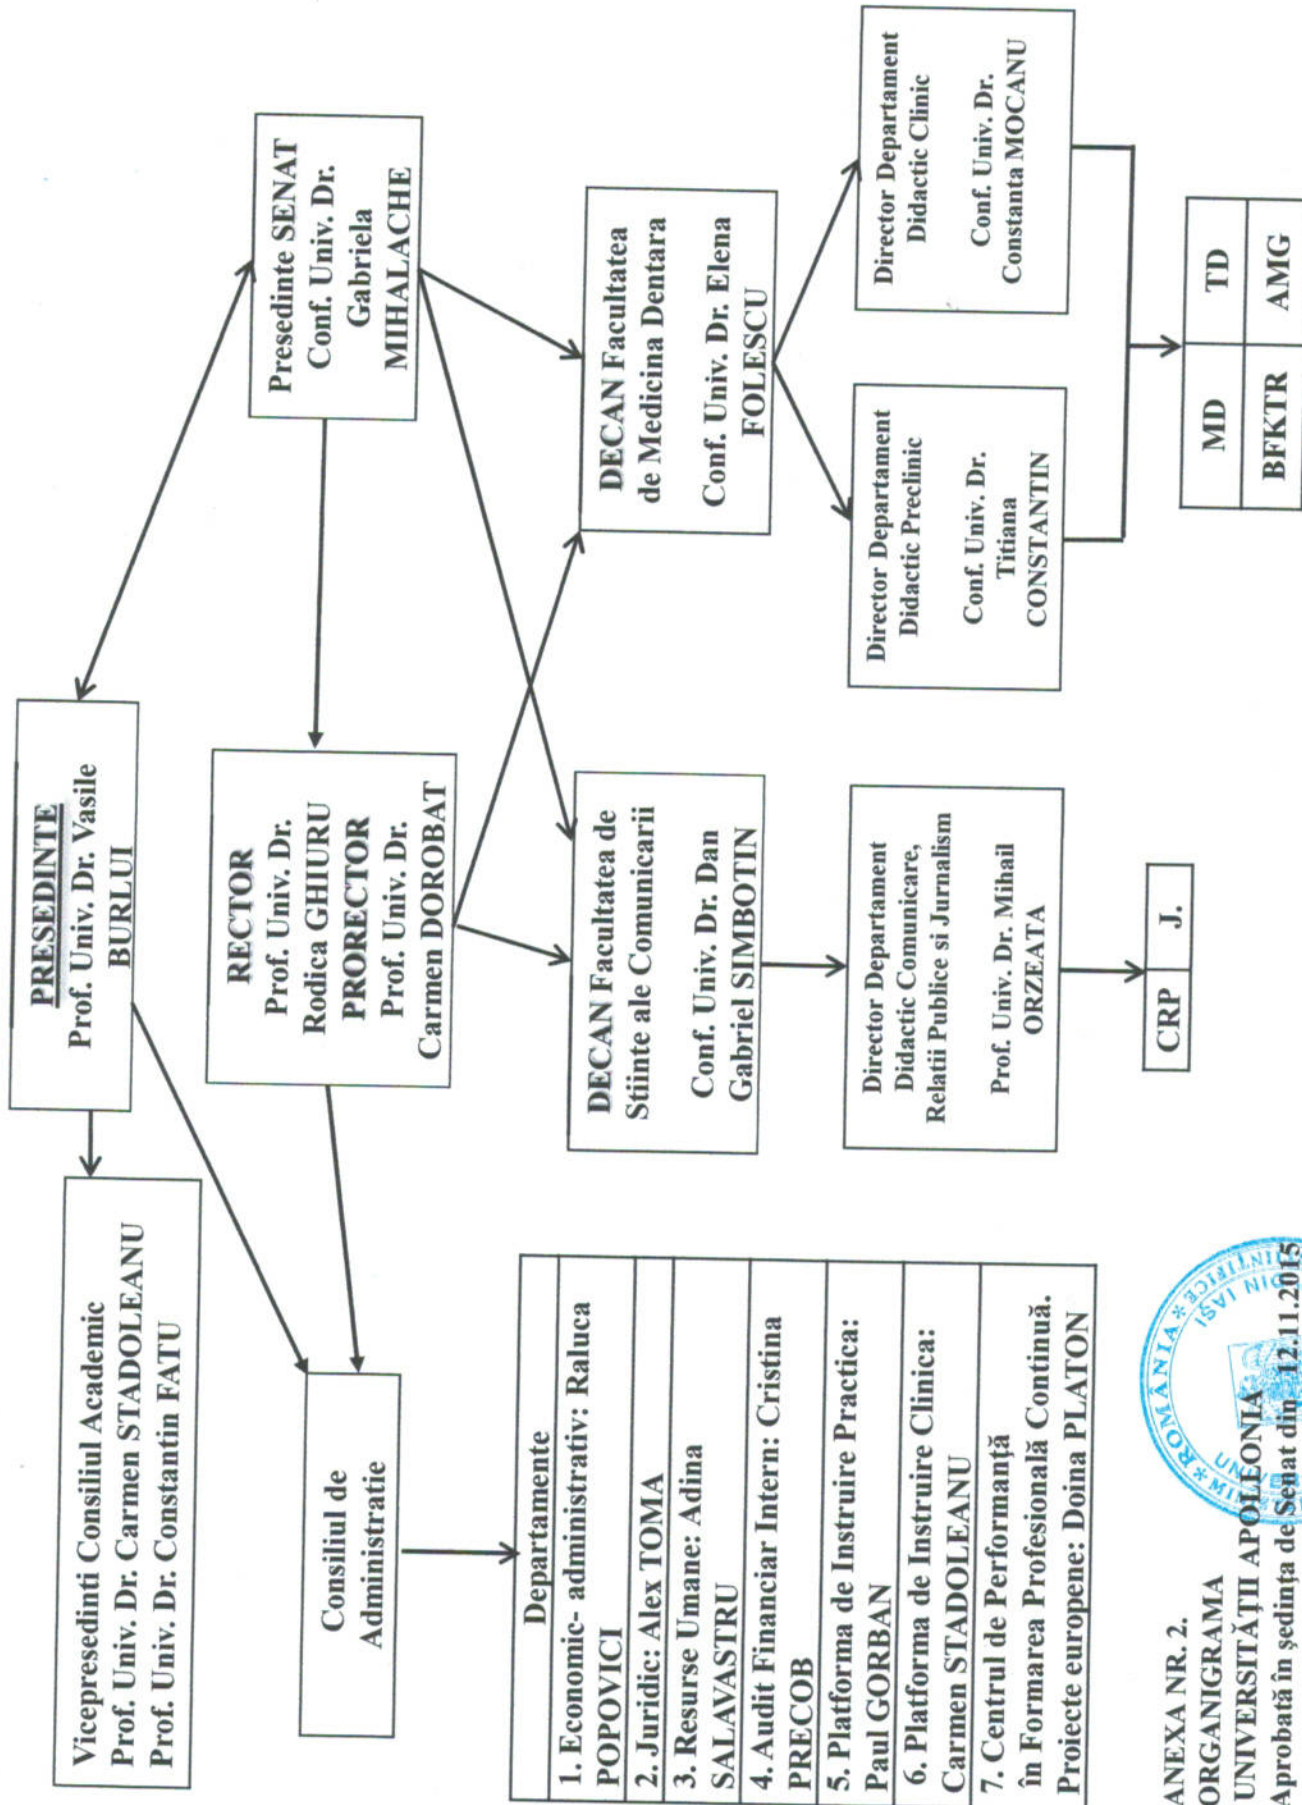 PRESEDINTE
Prof. Univ. Dr. Vasile
BURLUI
Vicepresedinti Consiliul Academic
Prof. Univ. Dr. Carmen STADOLEANU
Prof. Univ. Dr. Constantin FATU
Presedinte SENAT
Conf. Univ. Dr.
Gabriela
MIHALACHE
RECTOR
Prof. Univ. Dr.
Rodica GHIURU
PRORECTOR
Prof. Univ. Dr.
Carmen DOROBAT
Consiliul de
Administratie
Departamente
1. Economic- administrativ: Raluca
POPOVICI
2. Juridic: Alex TOMA
3. Resurse Umane: Adina
SALAVASTRU
4. Audit Financiar Intern: Cristina
PRECOB
5. Platforma de Instruire Practica:
Paul GORBAN
6. Platforma de Instruire Clinica:
Carmen STADOLEANU
7. Centrul de Performanță
în Formarea Profesională Continuă.
Proiecte europene: Doina PLATON
DECAN Facultatea de
Stiinte ale Comunicarii
Conf. Univ. Dr. Dan
Gabriel SIMBOTIN
DECAN Facultatea
de Medicina Dentara
Conf. Univ. Dr. Elena
FOLESCU
Director Departament
Didactic Comunicare,
Relatii Publice si Jurnalism
Prof. Univ. Dr. Mihail
ORZEATA
Director Departament
Didactic Preclinic
Conf. Univ. Dr.
Titiana
CONSTANTIN
Director Departament
Didactic Clinic
Conf. Univ. Dr.
Constanta MOCANU
CRP J.
MD TD
BFKTR AMG
ANEXA NR. 2.
ORGANIGRAMA
UNIVERSITĂȚII APOLLONIA
Aprobată în ședința de Senat din 12.11.2015
ROMÂNIA
DIN IAȘI